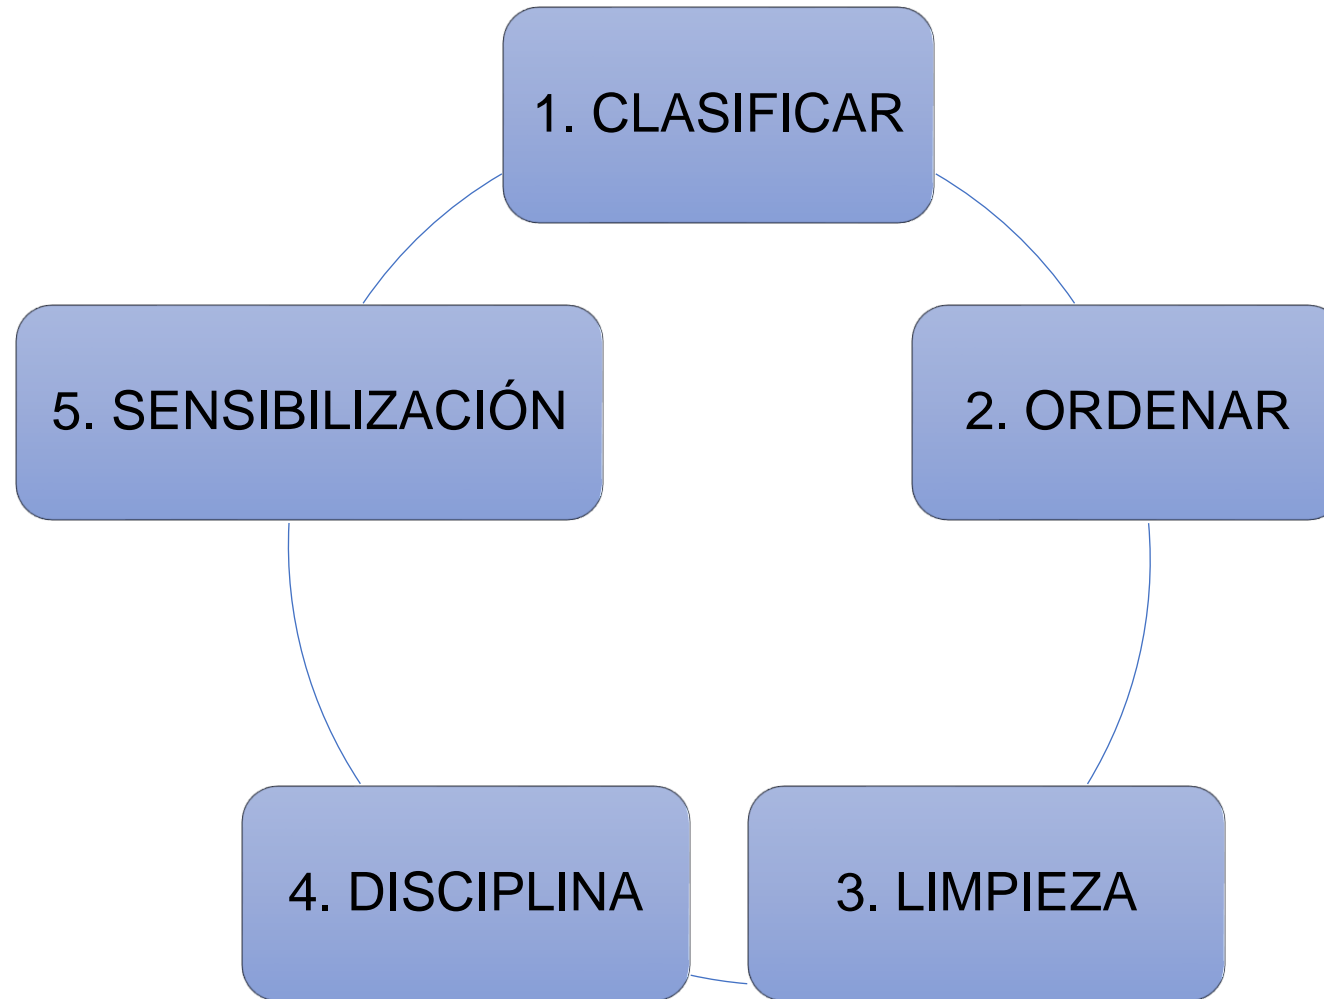 1. CLASIFICAR
2. ORDENAR
3. LIMPIEZA
4. DISCIPLINA
5. SENSIBILIZACIÓN